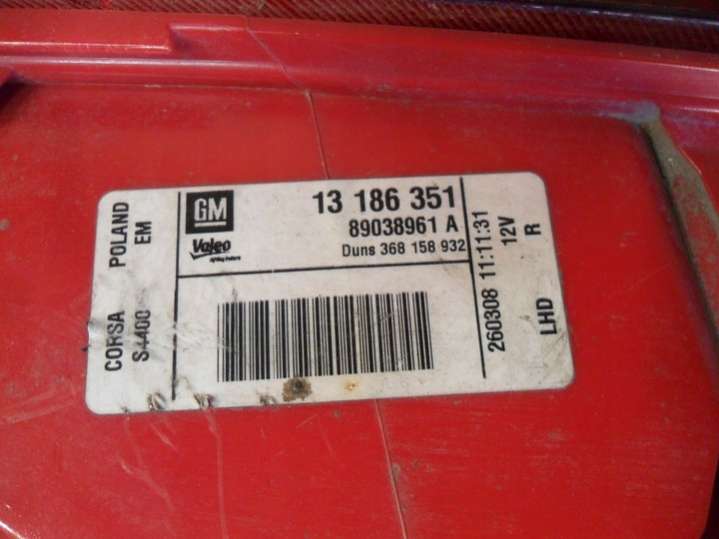 GM
13 186 351
89038961 A
Valeo
Duns 368 158 932
CORSA POLAND
S4400 EM
260308 11:11:31
12V
LHD R